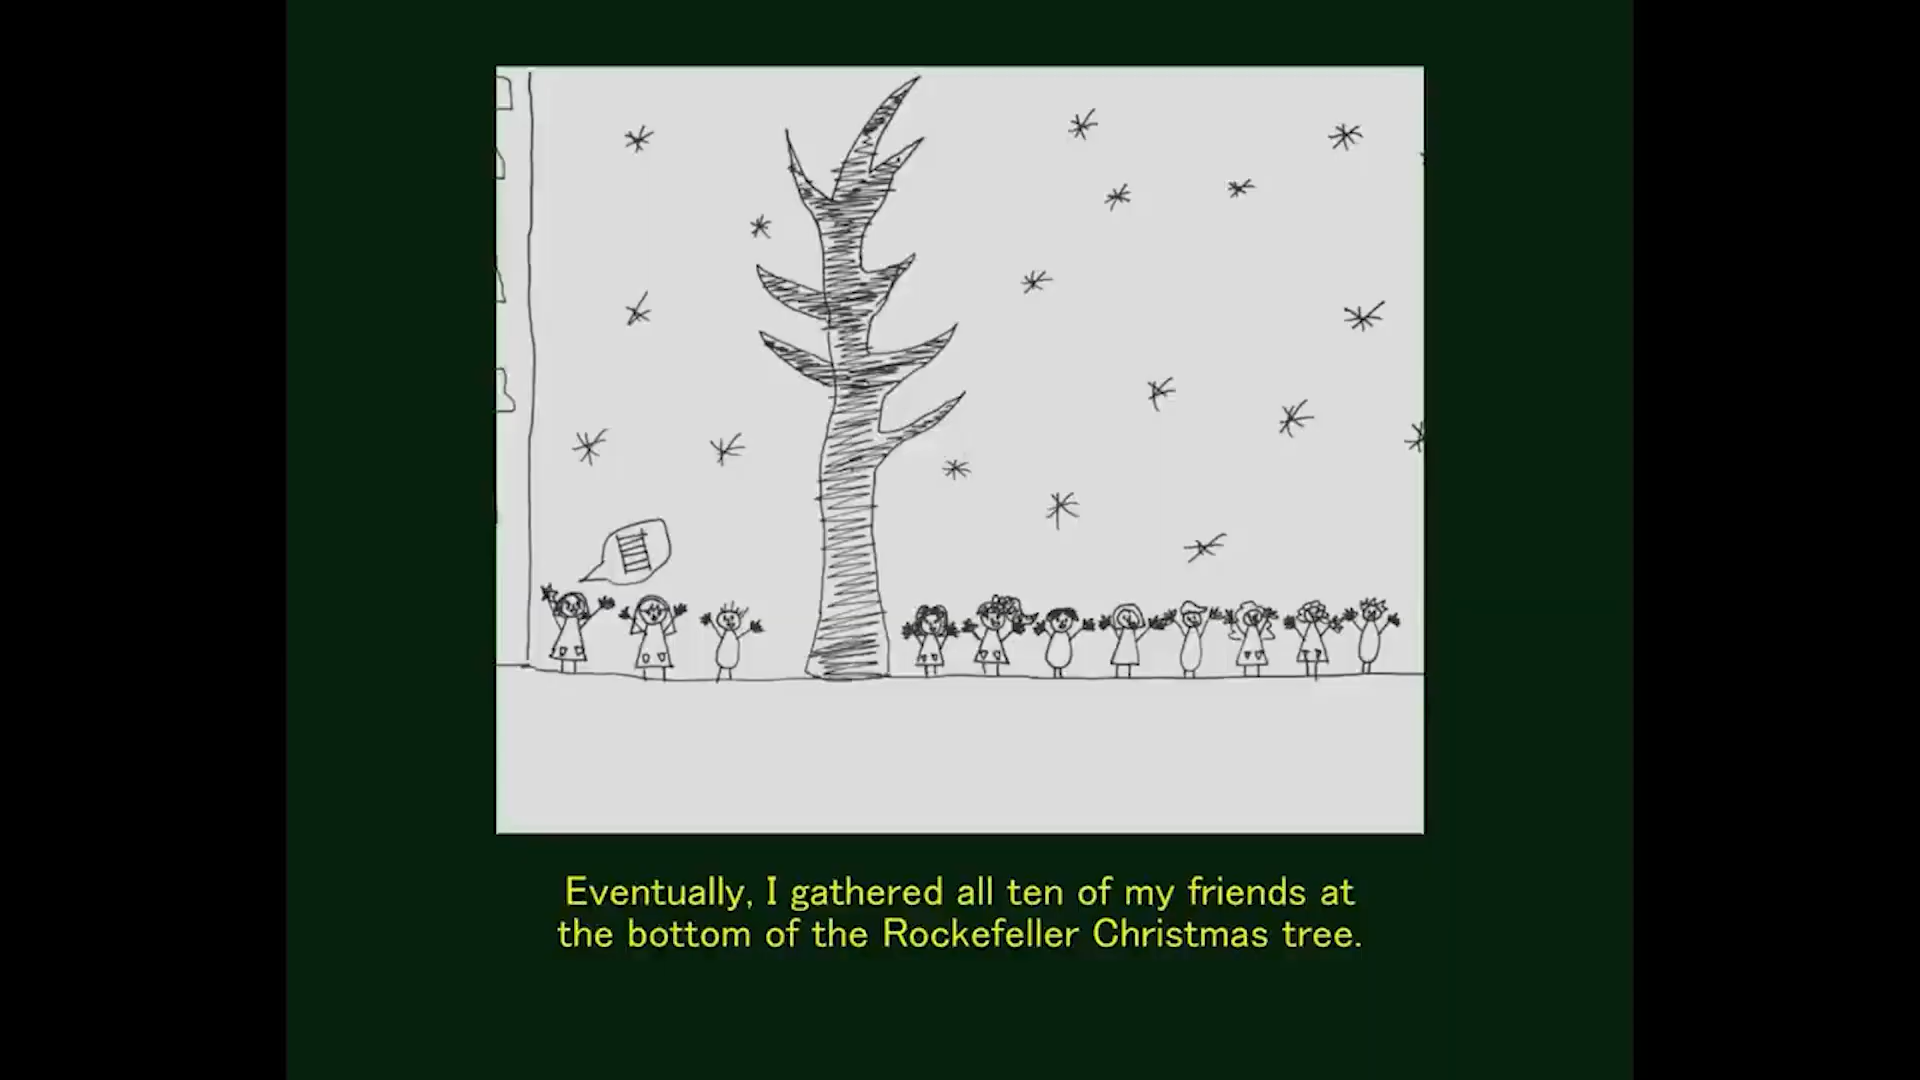 Eventually, I gathered all ten of my friends at
the bottom of the Rockefeller Christmas tree.